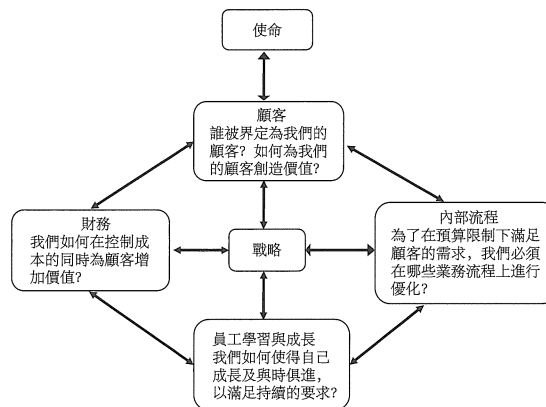 使命
顧客
誰被界定為我們的
顧客？如何為我們
的顧客創造價值？
財務
我們如何在控制成
本的同時為顧客增
加價值？
戰略
內部流程
為了在預算限制下滿足
顧客的需求，我們必須
在哪些業務流程上進行
優化？
員工學習與成長
我們如何使得自己
成長及與時俱進，
以滿足持續的要求？